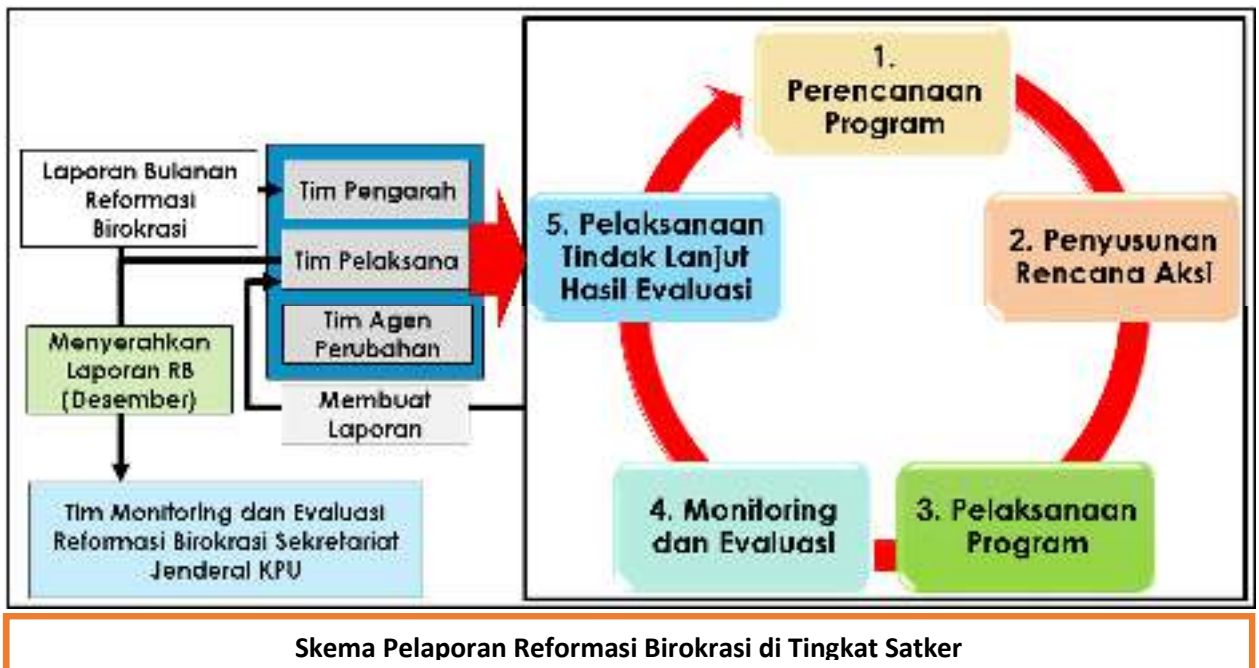 Laporan Bulanan
Reformasi
Birokrasi
Menyerahkan
Laporan RB
(Desember)
Tim Monitoring dan Evaluasi
Reformasi Birokrasi Sekretariat
Jenderal KPU
Tim Pengarah
Tim Pelaksana
Tim Agen
Perubahan
Membuat
Laporan
1.
Perencanaan
Program
2. Penyusunan
Rencana Aksi
3. Pelaksanaan
Program
4. Monitoring
dan Evaluasi
5. Pelaksanaan
Tindak Lanjut
Hasil Evaluasi
Skema Pelaporan Reformasi Birokrasi di Tingkat Satker